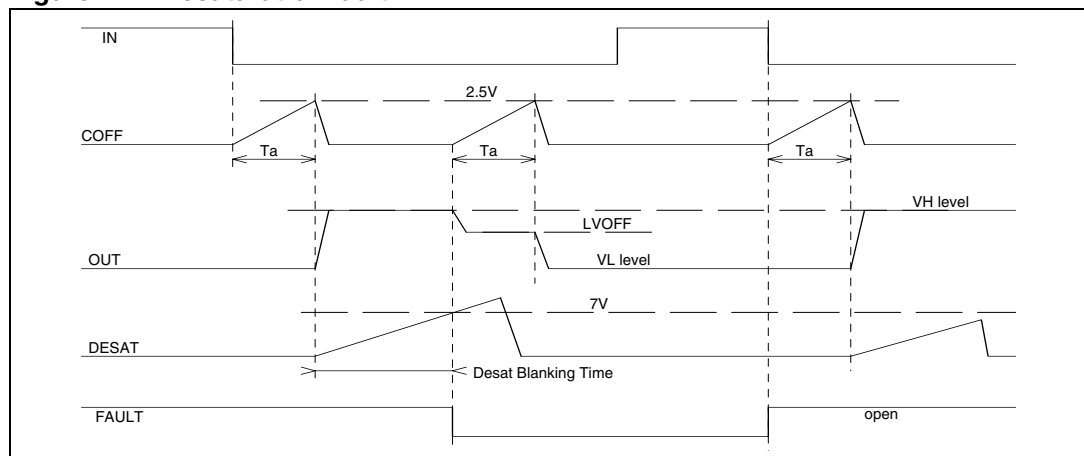 IN
2.5V
COFF
Ta
Ta
Ta
VH level
LVOFF
OUT
VL level
7V
DESAT
Desat Blanking Time
FAULT
open